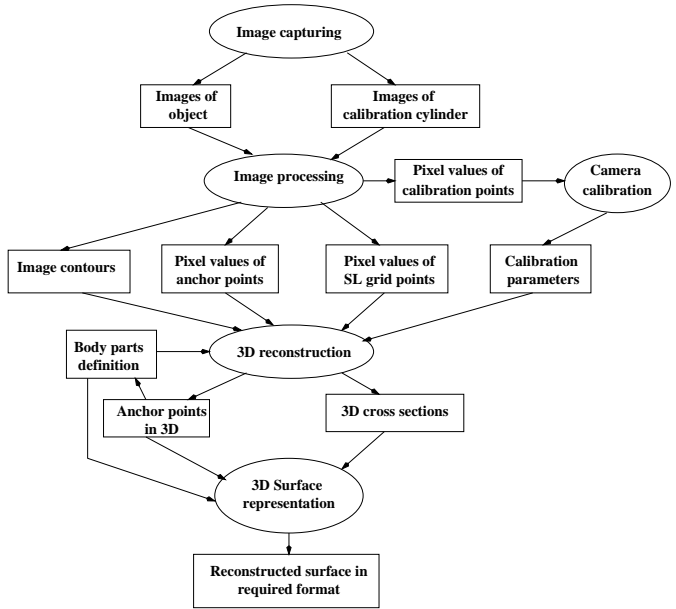 Image capturing
Images of
object
Images of
calibration cylinder
Image processing
Pixel values of
calibration points
Camera
calibration
Image contours
Pixel values of
anchor points
Pixel values of
SL grid points
Calibration
parameters
Body parts
definition
3D reconstruction
Anchor points
in 3D
3D cross sections
3D Surface
representation
Reconstructed surface in
required format